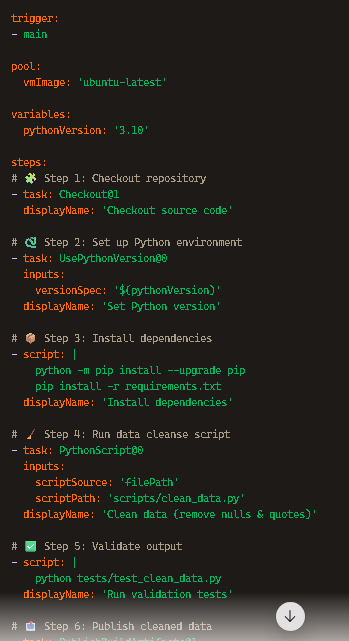 trigger:
- main
pool:
  vmImage: 'ubuntu-latest'
variables:
  pythonVersion: '3.10'
steps:
# 🧩 Step 1: Checkout repository
- task: Checkout@1
  displayName: 'Checkout source code'
# Step 2: Set up Python environment
- task: UsePythonVersion@0
  inputs:
    versionSpec: '$(pythonVersion)'
  displayName: 'Set Python version'
# 📦 Step 3: Install dependencies
- script: |
    python -m pip install --upgrade pip
    pip install -r requirements.txt
  displayName: 'Install dependencies'
# 🧹 Step 4: Run data cleanse script
- task: PythonScript@0
  inputs:
    scriptSource: 'filePath'
    scriptPath: 'scripts/clean_data.py'
  displayName: 'Clean data (remove nulls & quotes)'
# ✅ Step 5: Validate output
- script: |
    python tests/test_clean_data.py
  displayName: 'Run validation tests'
# 📤 Step 6: Publish cleaned data